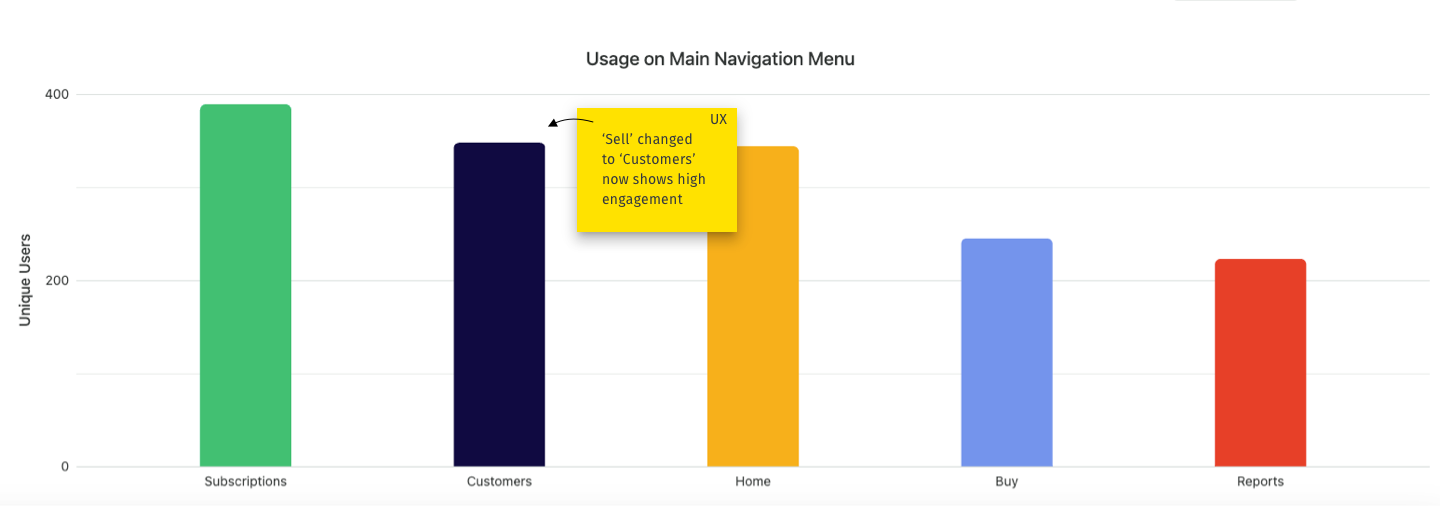 Usage on Main Navigation Menu
400
200
0
Unique Users
UX
‘Sell’ changed
to ‘Customers’
now shows high
engagement
Subscriptions
Customers
Home
Buy
Reports